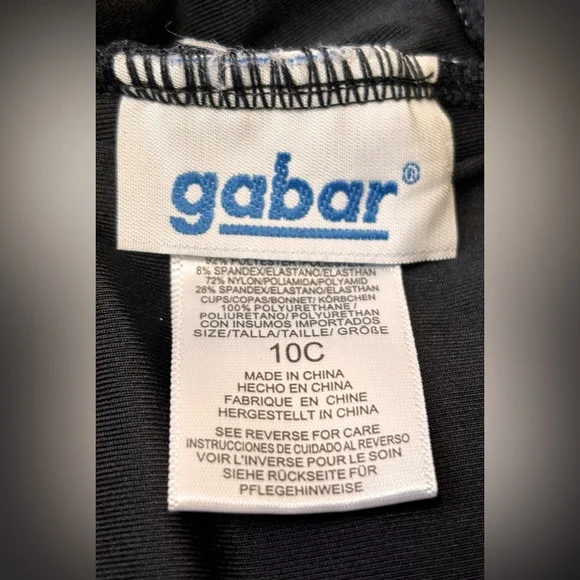 gabar®
92% POLYESTER/
8% SPANDEX/ELASTANO/ELASTHAN
72% NYLON/POLIAMIDA/POLYAMID
28% SPANDEX/ELASTANO/ELASTHAN
CUPS/COPAS/BONNET/ KÖRBCHEN
100% POLYURETHANE /
POLIURETANO/ POLYURETHAN
CON INSUMOS IMPORTADOS
SIZE/TALLA/TAILLE/ GRÖßE
10C
MADE IN CHINA
HECHO EN CHINA
FABRIQUE EN CHINE
HERGESTELLT IN CHINA
SEE REVERSE FOR CARE
INSTRUCCIONES DE CUIDADO AL REVERSO
VOIR L'INVERSE POUR LE SOIN
SIEHE RÜCKSEITE FÜR
PFLEGEHINWEISE